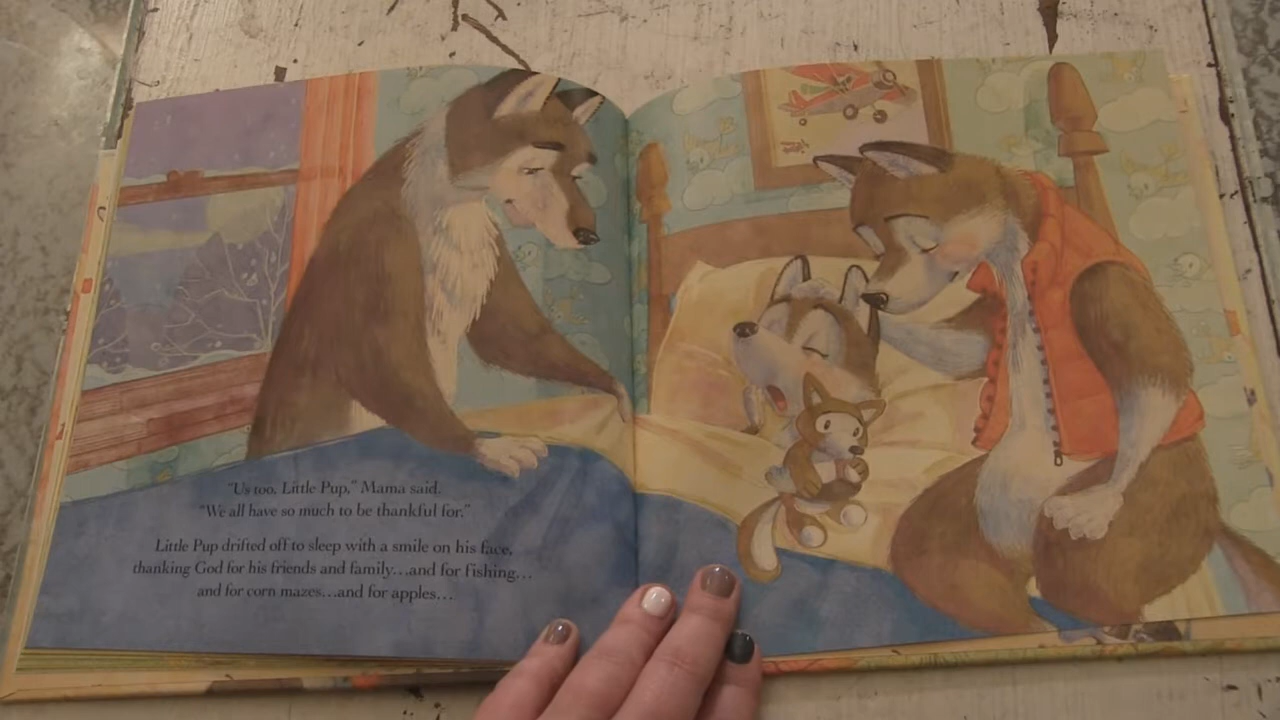 "Us too, Little Pup," Mama said.
"We all have so much to be thankful for."
Little Pup drifted off to sleep with a smile on his face,
thanking God for his friends and family...and for fishing...
and for corn mazes...and for apples...